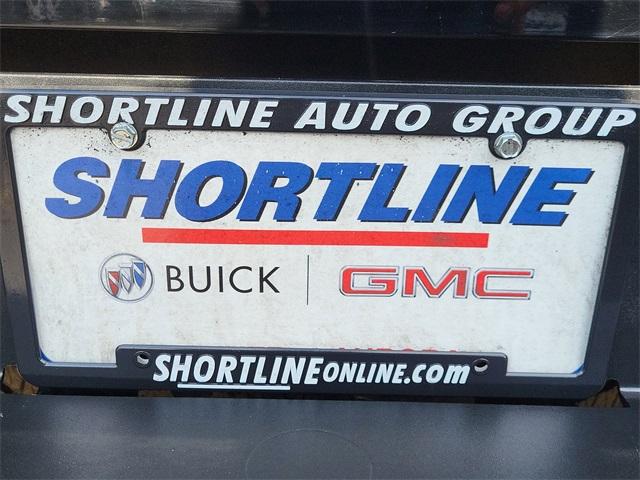 SHORTLINE AUTO GROUP
SHORTLINE
BUICK | GMC
SHORTLINEONLINE.COM